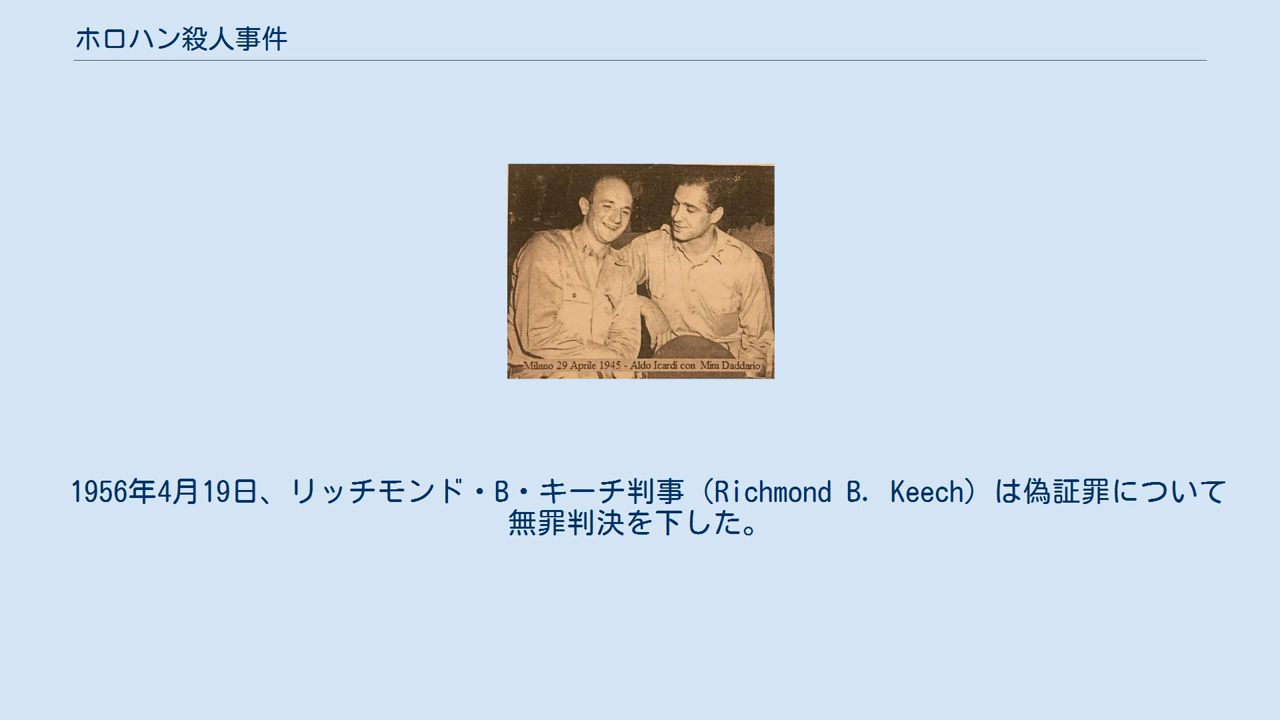 ホロハン殺人事件
Milano 29 Aprile 1945 - Aldo Icardi con Mim Daddario
1956年4月19日、リッチモンド・B・キーチ判事（Richmond B. Keech）は偽証罪について
無罪判決を下した。